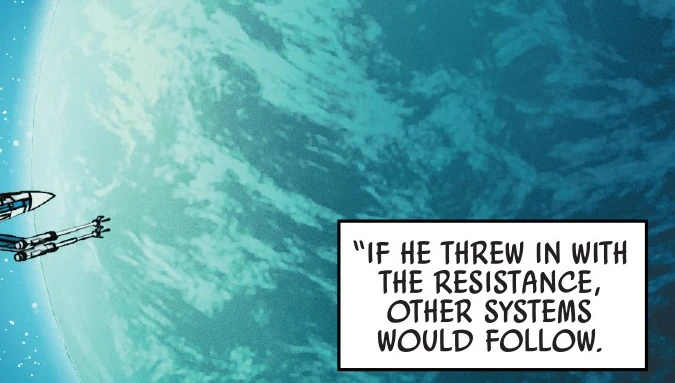 “IF HE THREW IN WITH
THE RESISTANCE,
OTHER SYSTEMS
WOULD FOLLOW.